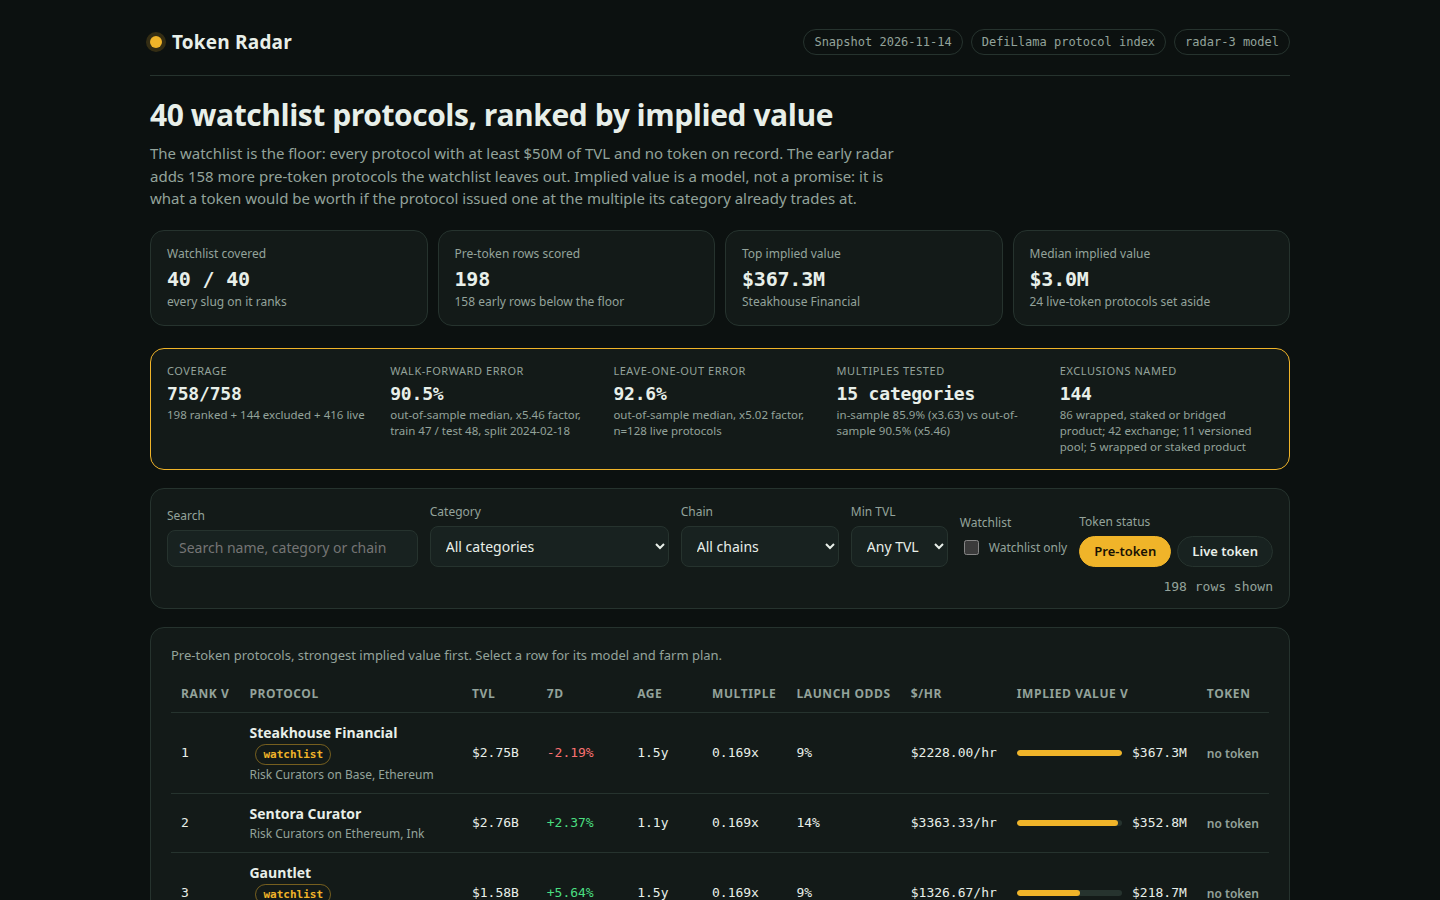 Token Radar
Snapshot 2026-11-14
DefiLlama protocol index
radar-3 model
40 watchlist protocols, ranked by implied value
The watchlist is the floor: every protocol with at least $50M of TVL and no token on record. The early radar
adds 158 more pre-token protocols the watchlist leaves out. Implied value is a model, not a promise: it is
what a token would be worth if the protocol issued one at the multiple its category already trades at.
Watchlist covered
40 / 40
every slug on it ranks
Pre-token rows scored
198
158 early rows below the floor
Top implied value
$367.3M
Steakhouse Financial
Median implied value
$3.0M
24 live-token protocols set aside
COVERAGE
758/758
198 ranked + 144 excluded + 416 live
WALK-FORWARD ERROR
90.5%
out-of-sample median, x5.46 factor,
train 47 / test 48, split 2024-02-18
LEAVE-ONE-OUT ERROR
92.6%
out-of-sample median, x5.02 factor,
n=128 live protocols
MULTIPLES TESTED
15 categories
in-sample 85.9% (x3.63) vs out-of-
sample 90.5% (x5.46)
EXCLUSIONS NAMED
144
86 wrapped, staked or bridged
product; 42 exchange; 11 versioned
pool; 5 wrapped or staked product
Search
Search name, category or chain
Category
All categories
Chain
All chains
Min TVL
Any TVL
Watchlist
Watchlist only
Token status
Pre-token
Live token
198 rows shown
Pre-token protocols, strongest implied value first. Select a row for its model and farm plan.
RANK V PROTOCOL TVL 7D AGE MULTIPLE LAUNCH ODDS $/HR IMPLIED VALUE V TOKEN
Steakhouse Financial
watchlist
1 $2.75B -2.19% 1.5y 0.169x 9% $2228.00/hr $367.3M no token
Risk Curators on Base, Ethereum
Sentora Curator
2 $2.76B +2.37% 1.1y 0.169x 14% $3363.33/hr $352.8M no token
Risk Curators on Ethereum, Ink
Gauntlet
watchlist
3 $1.58B +5.64% 1.5y 0.169x 9% $1326.67/hr $218.7M no token